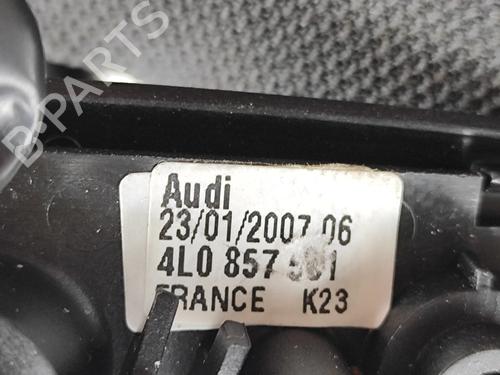 B-PARTS
Audi
23/01/2007 06
4L0 857
FRANCE K23